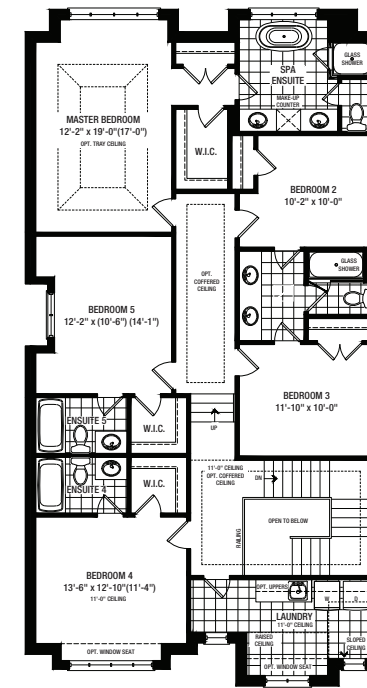 GLASS
SHOWER
SPA
ENSUITE
MAKE-UP
COUNTER
MASTER BEDROOM
12'-2" x 19'-0"(17'-0")
OPT. TRAY CEILING
W.I.C.
BEDROOM 2
10'-2" x 10'-0"
OPT.
COFFERED
CEILING
GLASS
SHOWER
BEDROOM 5
12'-2" x (10'-6") (14'-1")
BEDROOM 3
11'-10" x 10'-0"
ENSUITE 5
W.I.C.
UP
ENSUITE 4
W.I.C.
11'-0" CEILING
OPT. COFFERED
CEILING
DN
OPEN TO BELOW
RAILING
BEDROOM 4
13'-6" x 12'-10"(11'-4")
11'-0" CEILING
OPT. UPPERS
W
D
LAUNDRY
11'-0" CEILING
RAISED
CEILING
SLOPED
CEILING
OPT. WINDOW SEAT
OPT. WINDOW SEAT